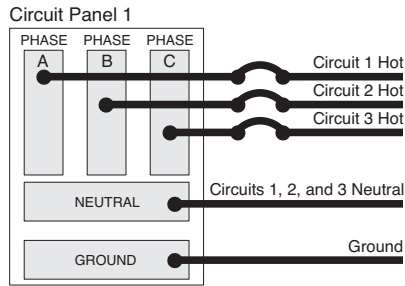 Circuit Panel 1
PHASE PHASE PHASE
A B C
Circuit 1 Hot
Circuit 2 Hot
Circuit 3 Hot
NEUTRAL
Circuits 1, 2, and 3 Neutral
GROUND
Ground